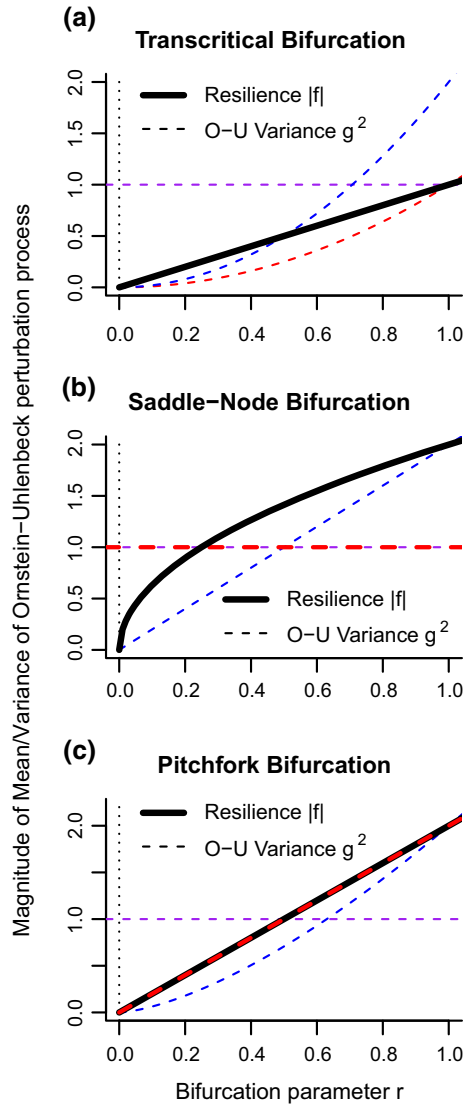 (a)
Transcritical Bifurcation
Resilience |f|
O−U Variance g²
2.0
1.5
1.0
0.5
0.0
0.0 0.2 0.4 0.6 0.8 1.0
(b)
Saddle−Node Bifurcation
2.0
1.5
1.0
0.5
0.0
Resilience |f|
O−U Variance g²
0.0 0.2 0.4 0.6 0.8 1.0
(c)
Pitchfork Bifurcation
Resilience |f|
O−U Variance g²
2.0
1.0
0.0
0.0 0.2 0.4 0.6 0.8 1.0
Bifurcation parameter r
Magnitude of Mean/Variance of Ornstein−Uhlenbeck perturbation process